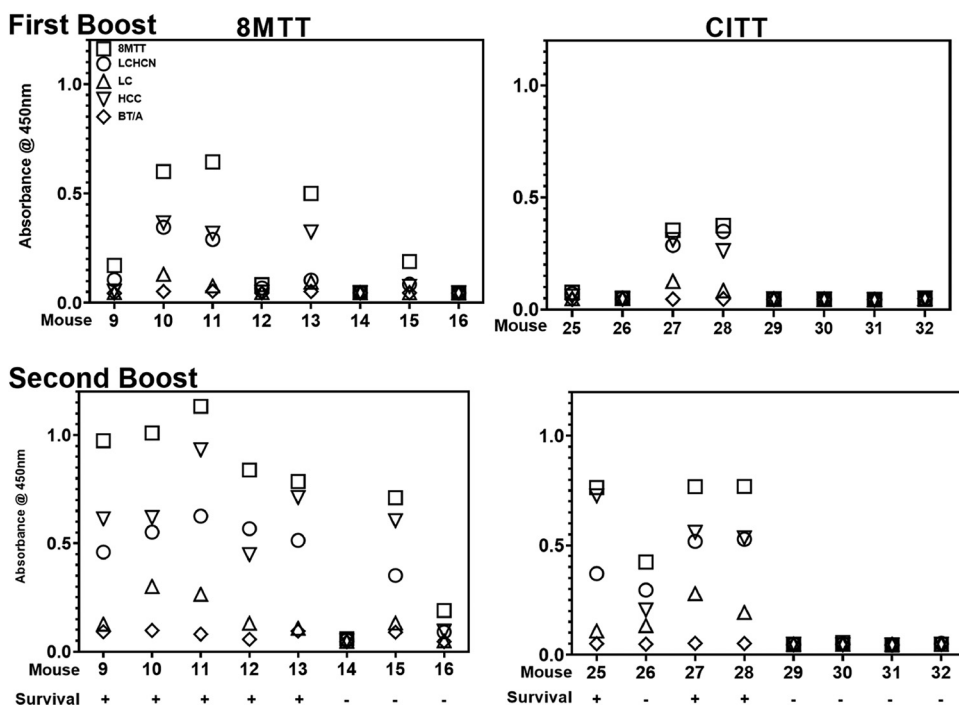 First Boost
8MTT
CITT
8MTT
LCHCN
LC
HCC
BT/A
Absorbance @ 450nm
1.0
0.5
0.0
Mouse 9 10 11 12 13 14 15 16
1.0
0.5
0.0
Mouse 25 26 27 28 29 30 31 32
Second Boost
Absorbance @ 450nm
1.0
0.5
0.0
Mouse 9 10 11 12 13 14 15 16
Survival + + + + + - - -
1.0
0.5
0.0
Mouse 25 26 27 28 29 30 31 32
Survival + - + + - - - -